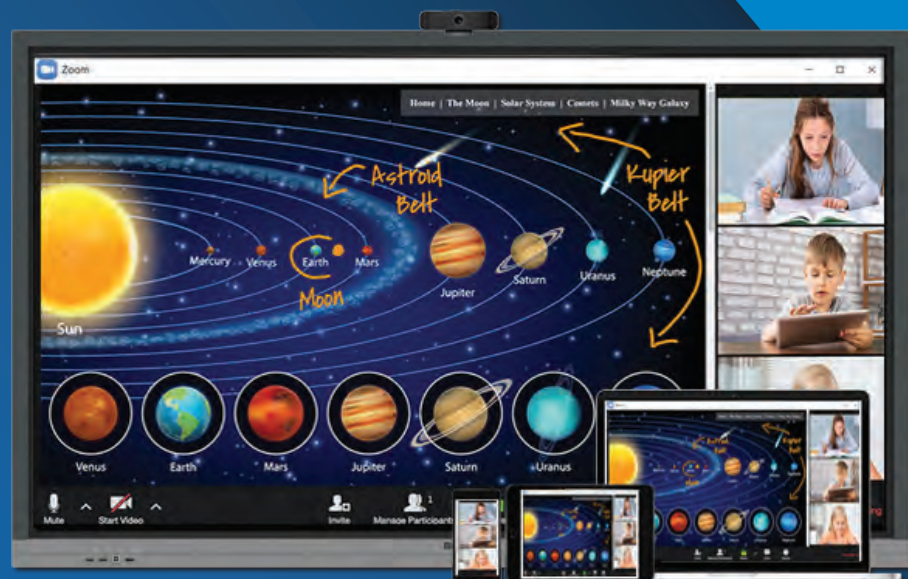 Zoom
Home | The Moon | Solar System | Comets | Milky Way Galaxy
Astroid
Belt
Kupier
Belt
Mercury
Venus
Earth
Mars
Jupiter
Saturn
Uranus
Neptune
Moon
Sun
Venus
Earth
Mars
Jupiter
Saturn
Uranus
Mute
Start Video
Invite
1
Manage Participants